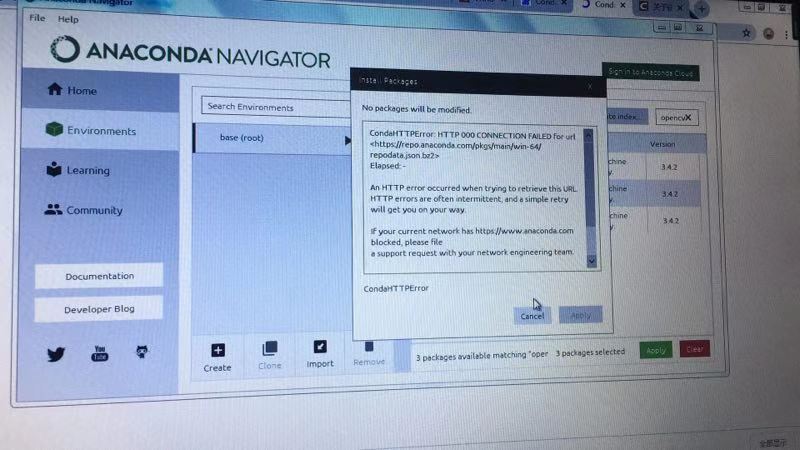 File Help
ANACONDA NAVIGATOR
Sign in to Anaconda Cloud
Home
Environments
Learning
Community
Documentation
Developer Blog
You
Tube
Search Environments
base (root)
Create
Clone
Import
Remove
Install Packages
X
No packages will be modified.
CondaHTTPError: HTTP 000 CONNECTION FAILED for url
<https://repo.anaconda.com/pkgs/main/win-64/
repodata.json.bz2>
Elapsed: -
An HTTP error occurred when trying to retrieve this URL.
HTTP errors are often intermittent, and a simple retry
will get you on your way.
If your current network has https://www.anaconda.com
blocked, please file
a support request with your network engineering team.
CondaHTTPError
Cancel
Apply
index...
opencv X
Version
chine
3.4.2
chine
3.4.2
chine
3.4.2
3 packages available matching "oper
3 packages selected
Apply
Clear
全部显示